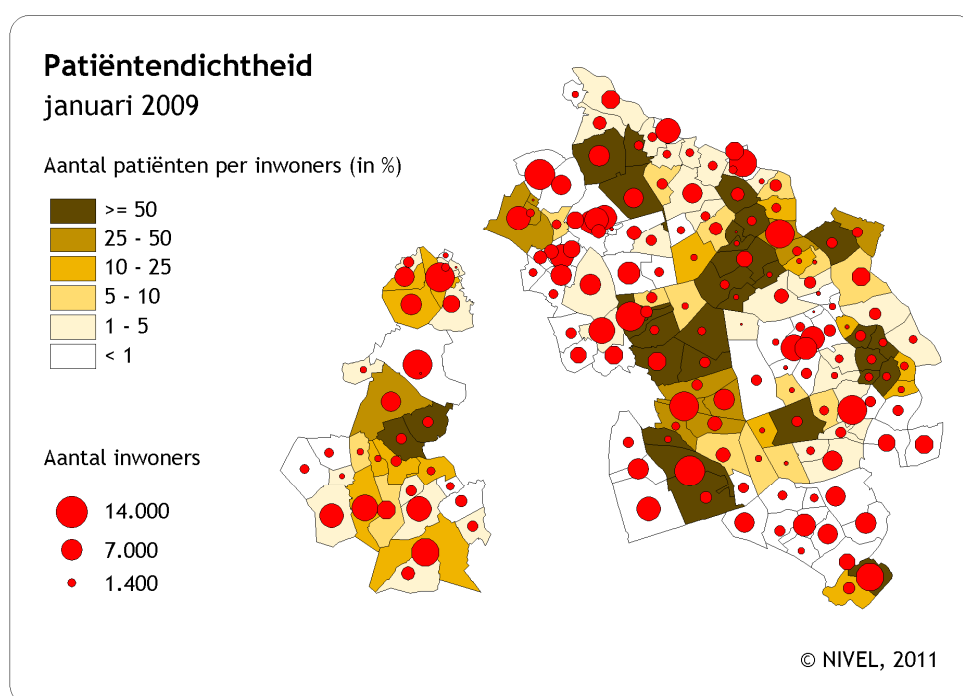 Patiëntendichtheid
januari 2009
Aantal patiënten per inwoners (in %)
>= 50
25 - 50
10 - 25
5 - 10
1 - 5
< 1
Aantal inwoners
14.000
7.000
1.400
© NIVEL, 2011